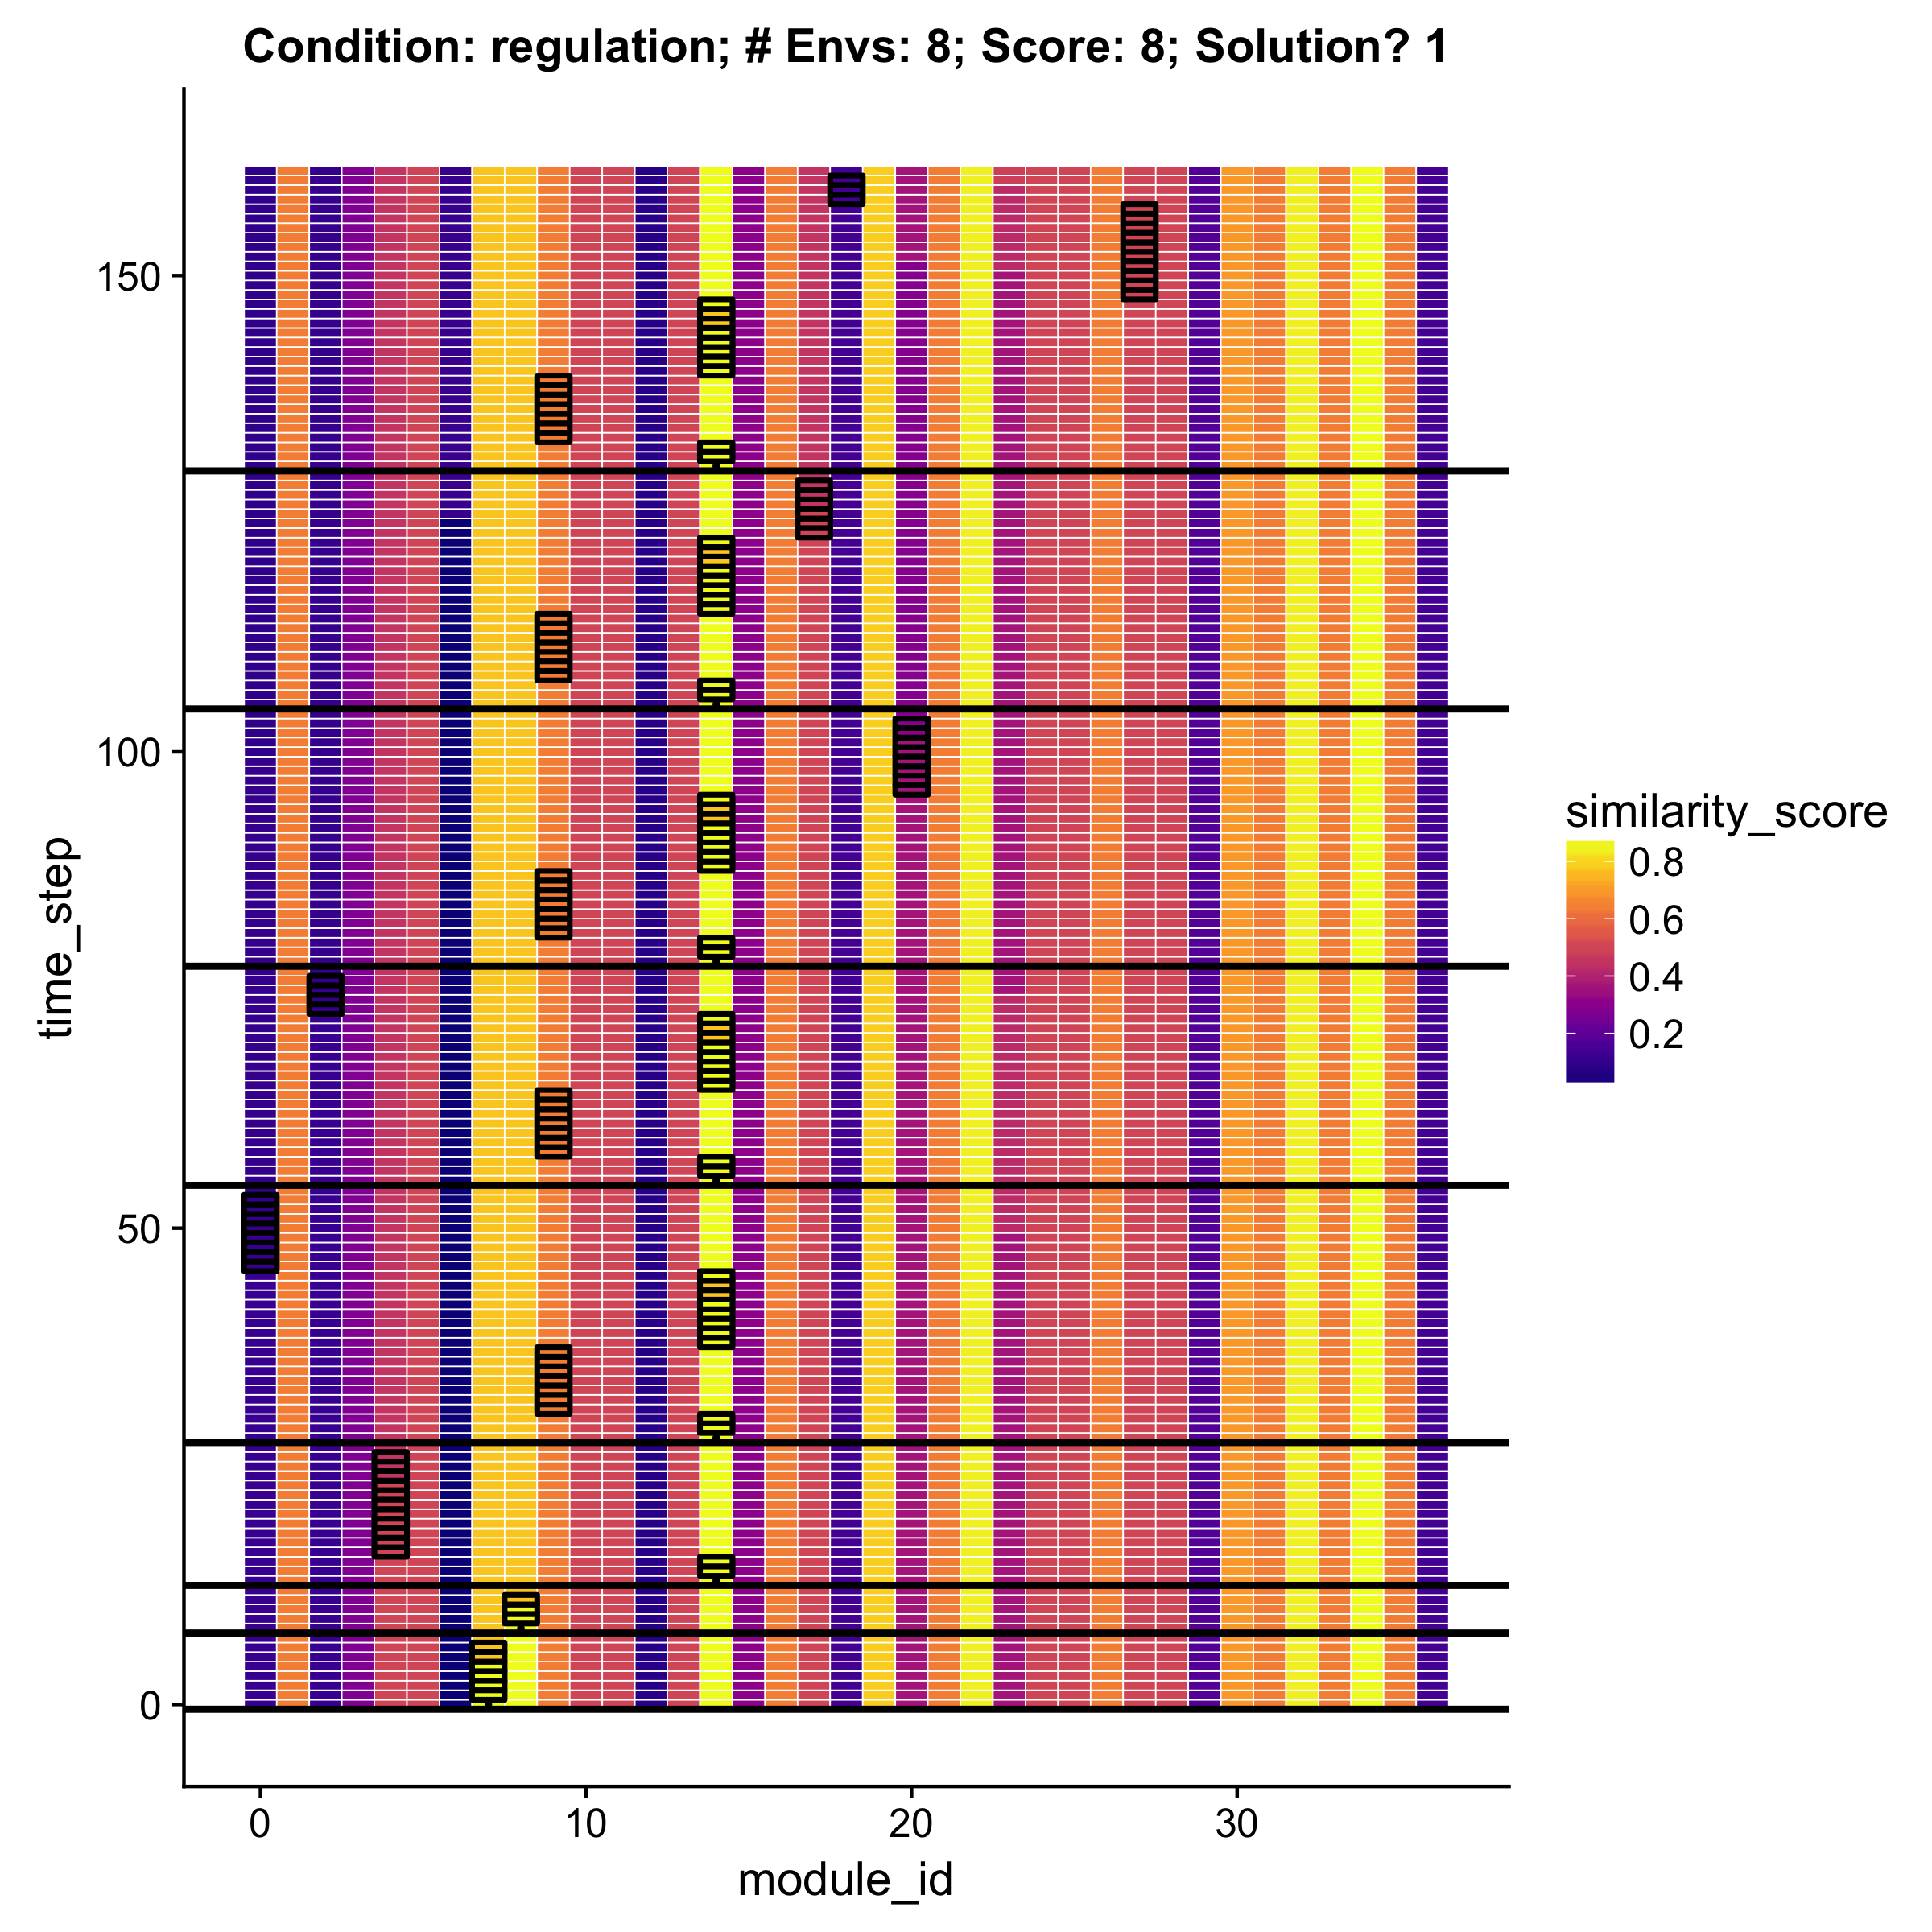 Condition: regulation; # Envs: 8; Score: 8; Solution? 1
time_step
150
100
50
0
0 10 20 30
module_id
similarity_score
0.8
0.6
0.4
0.2